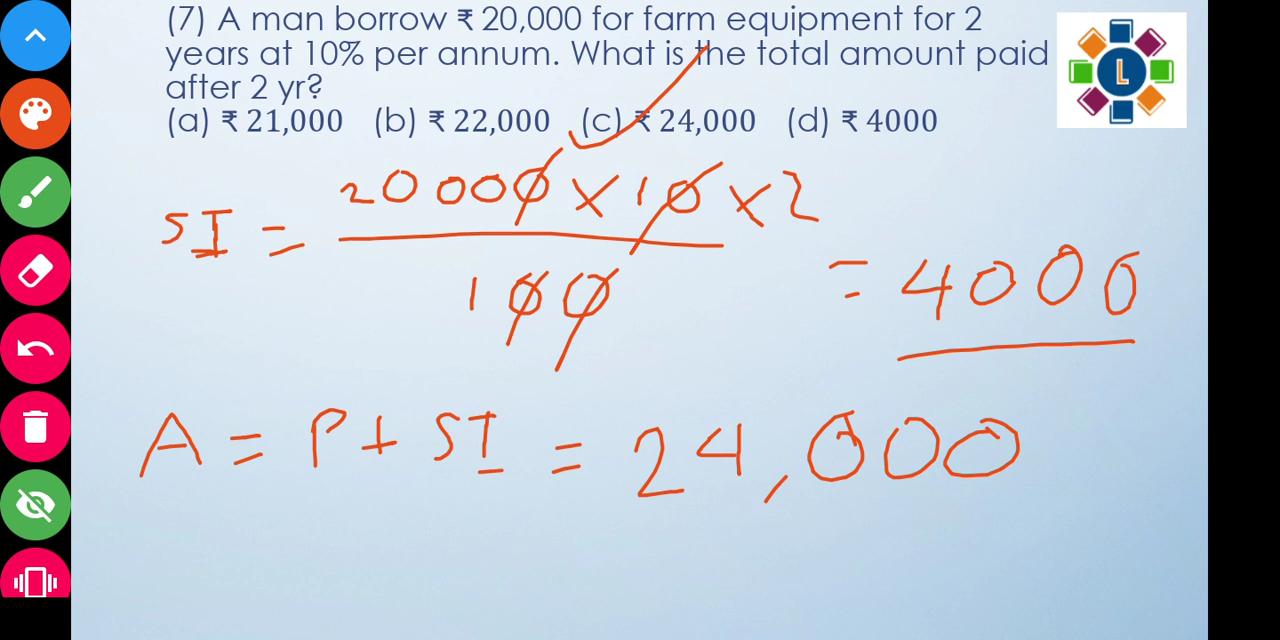 (7) A man borrow ₹ 20,000 for farm equipment for 2
years at 10% per annum. What is the total amount paid
after 2 yr?
(a) ₹ 21,000 (b) ₹ 22,000 (c) ₹ 24,000 (d) ₹ 4000
L
SI = 20000 × 10 × 2
100
= 4000
A = P + SI = 24,000